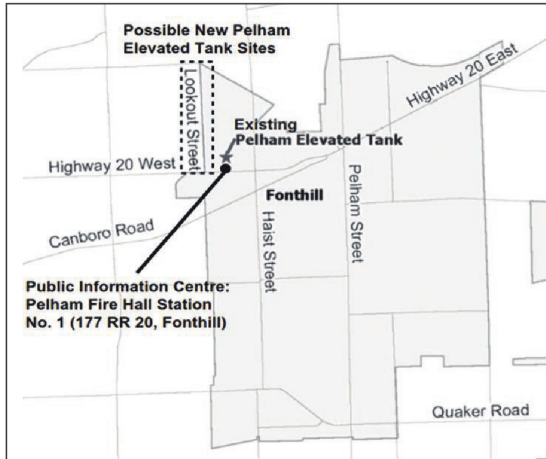 Possible New Pelham
Elevated Tank Sites
Lookout Street
Highway 20 East
Existing
Pelham Elevated Tank
Highway 20 West
Fonthill
Pelham Street
Haist Street
Canboro Road
Public Information Centre:
Pelham Fire Hall Station
No. 1 (177 RR 20, Fonthill)
Quaker Road